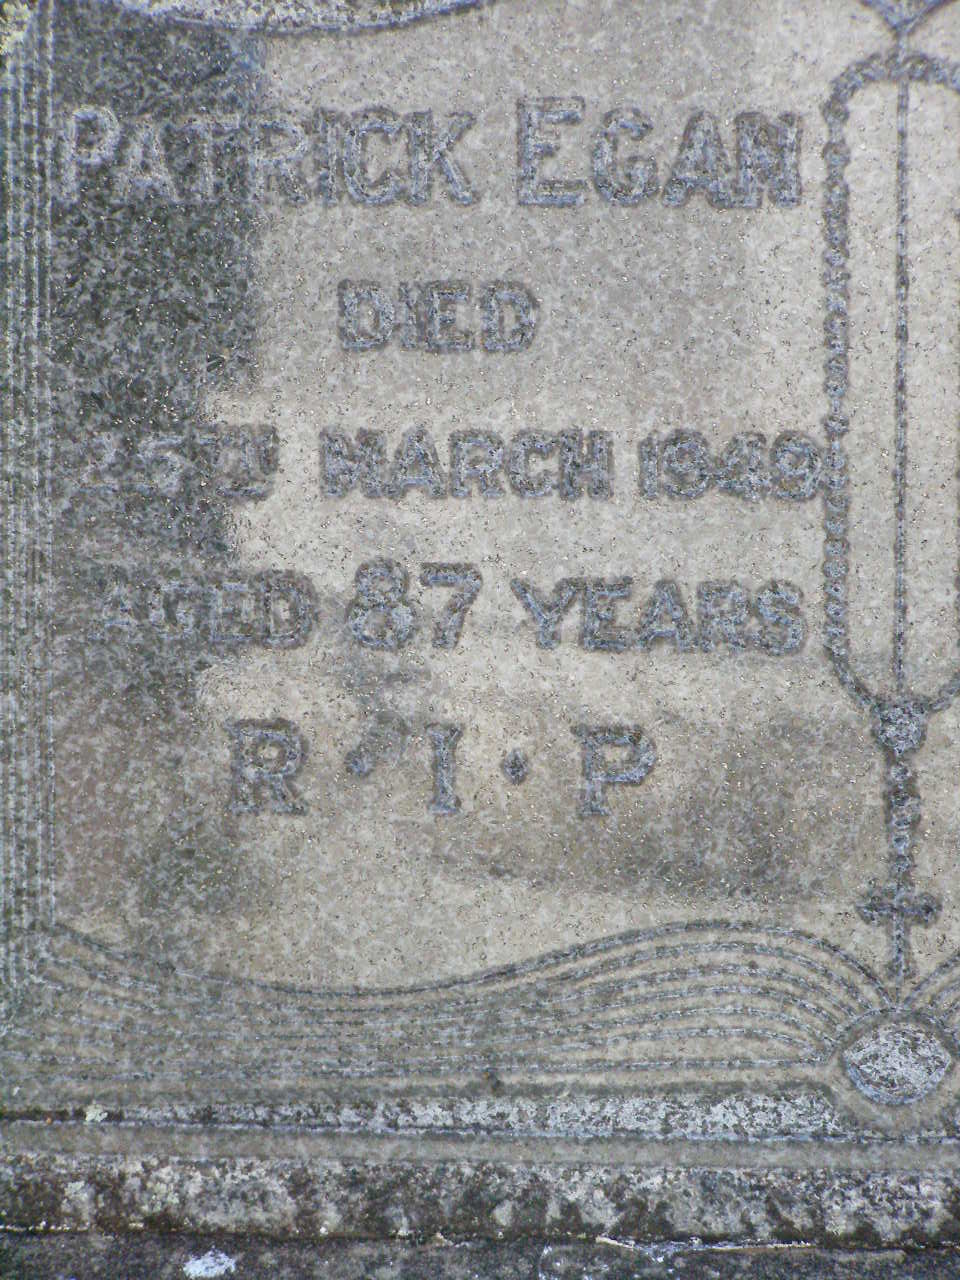 PATRICK EGAN
DIED
25TH MARCH 1949
AGED 87 YEARS
R · I · P